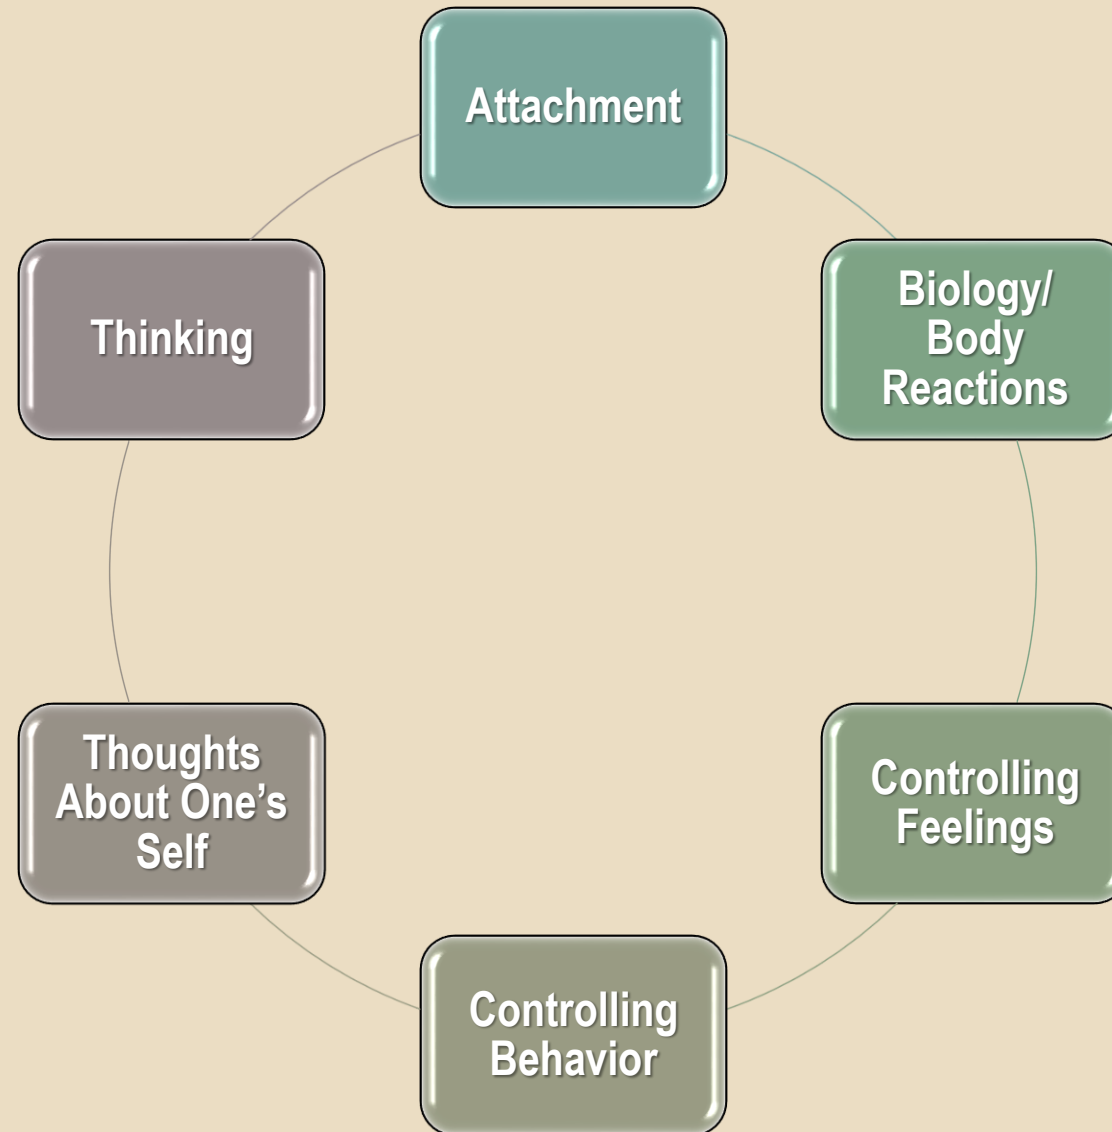 Attachment
Biology/
Body
Reactions
Controlling
Feelings
Controlling
Behavior
Thoughts
About One’s
Self
Thinking